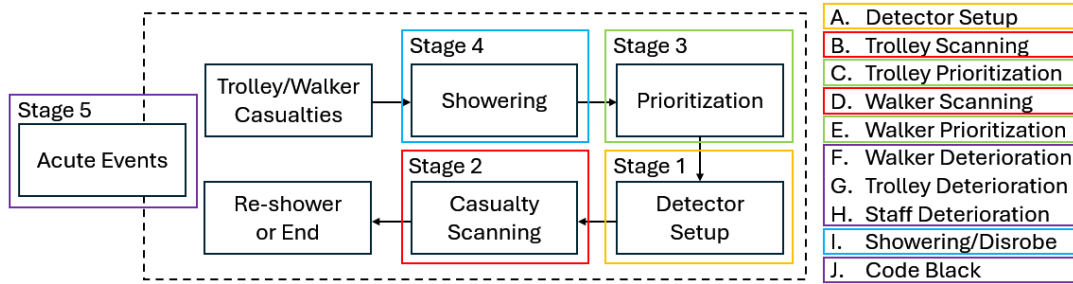 Stage 4
Stage 3
Trolley/Walker
Casualties
Showering
Prioritization
Stage 5
Acute Events
Stage 2
Stage 1
Re-shower
or End
Casualty
Scanning
Detector
Setup
A. Detector Setup
B. Trolley Scanning
C. Trolley Prioritization
D. Walker Scanning
E. Walker Prioritization
F. Walker Deterioration
G. Trolley Deterioration
H. Staff Deterioration
I. Showering/Disrobe
J. Code Black